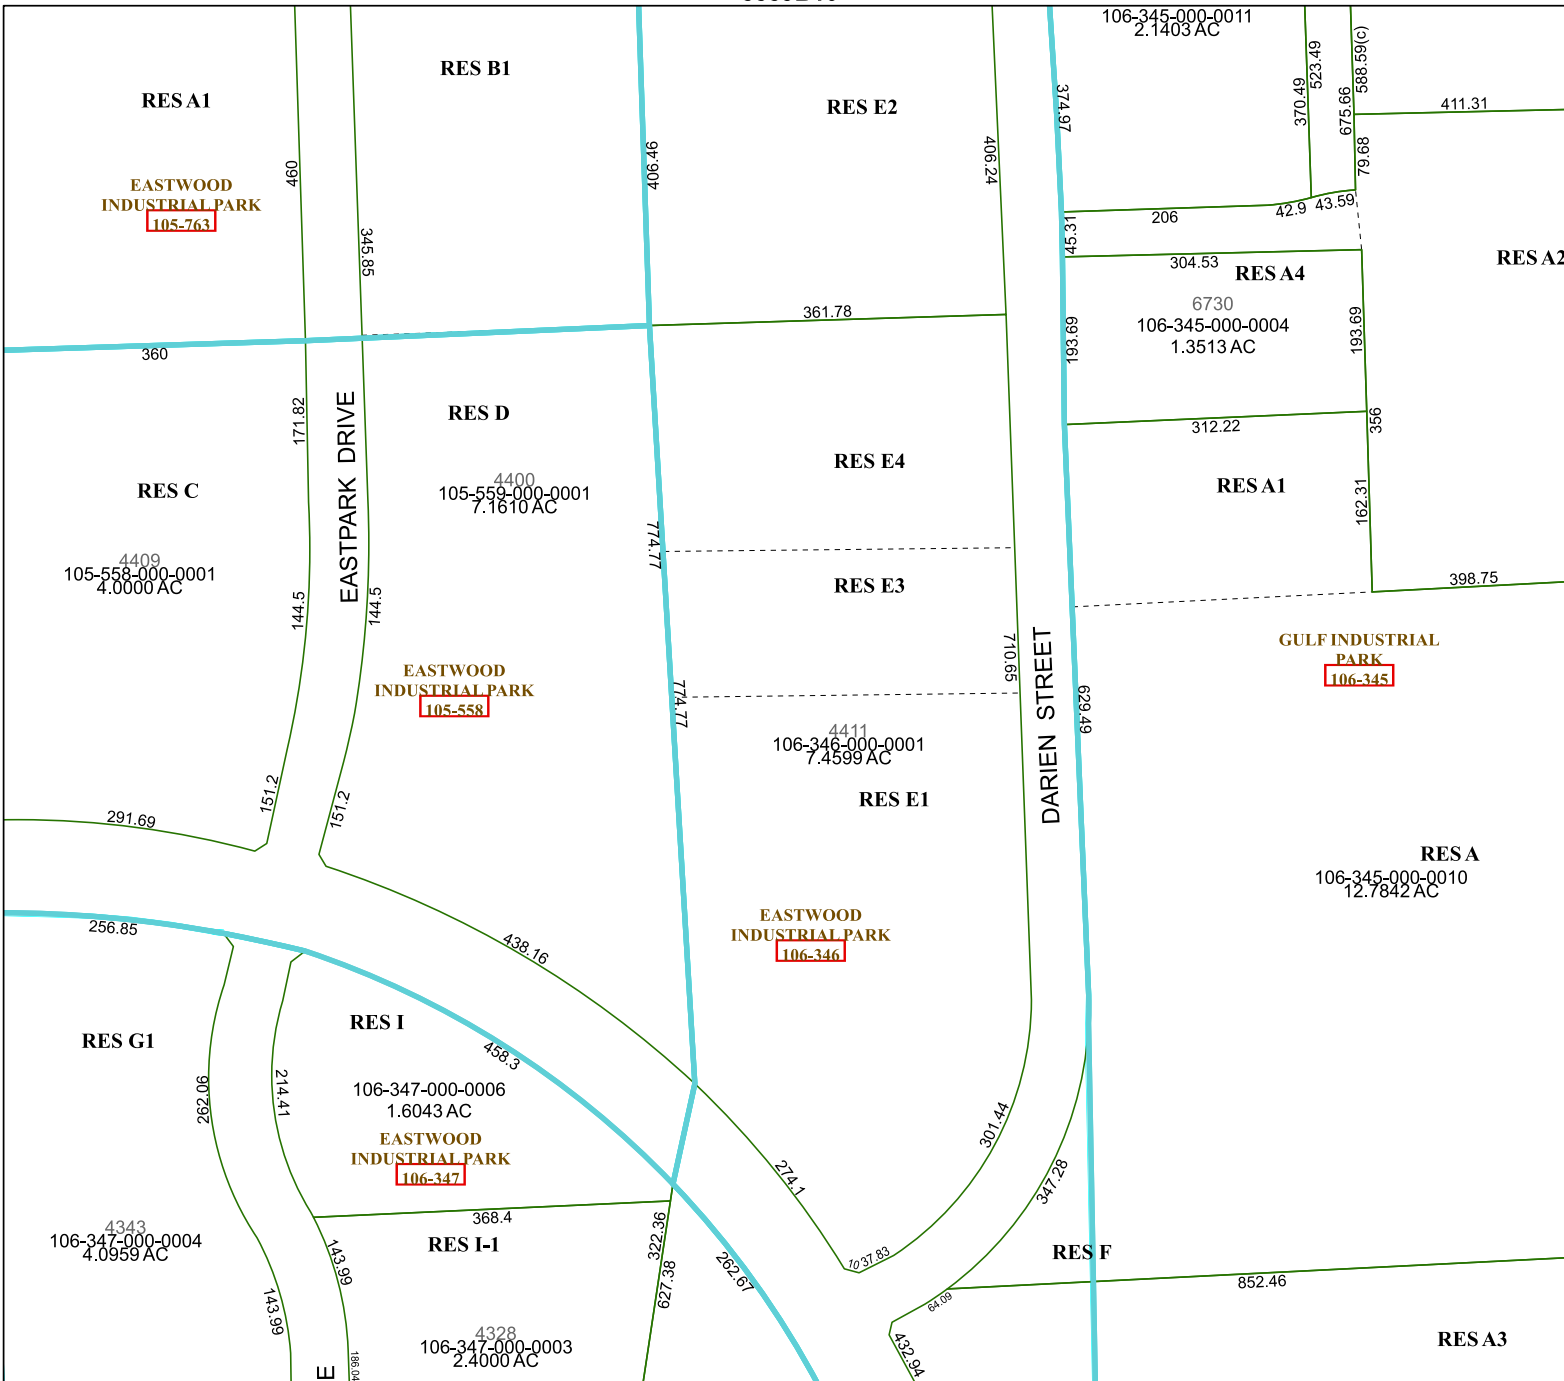 106-345-000-0011
2.1403 AC
RES A1
RES B1
RES E2
460
345.85
406.46
406.24
374.97
370.49
523.49
588.59(c)
675.66
79.68
411.31
EASTWOOD
INDUSTRIAL PARK
105-763
206
42.9
43.59
45.31
304.53
RES A4
RES A2
6730
106-345-000-0004
1.3513 AC
193.69
193.69
360
361.78
171.82
EASTPARK DRIVE
RES D
4400
105-559-000-0001
7.1610 AC
RES E4
312.22
356
RES A1
162.31
RES C
4409
105-558-000-0001
4.0000 AC
144.5
144.5
774.77
RES E3
398.75
710.65
DARIEN STREET
629.49
GULF INDUSTRIAL
PARK
106-345
EASTWOOD
INDUSTRIAL PARK
105-558
774.77
4411
106-346-000-0001
7.4599 AC
RES E1
151.2
151.2
291.69
RES A
106-345-000-0010
12.7842 AC
256.85
438.16
EASTWOOD
INDUSTRIAL PARK
106-346
RES G1
RES I
458.3
262.06
214.41
106-347-000-0006
1.6043 AC
EASTWOOD
INDUSTRIAL PARK
106-347
301.44
347.28
274.1
368.4
4343
106-347-000-0004
4.0959 AC
143.99
RES I-1
322.36
627.38
262.67
10
37.83
RES F
852.46
64.09
143.99
4328
106-347-000-0003
2.4000 AC
186.04
E
432.94
RES A3